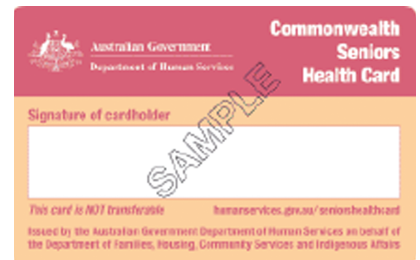 Commonwealth
Seniors
Health Card
Australian Government
Department of Human Services
Signature of cardholder
SAMPLE
This card is NOT transferable
humanservices.gov.au/seniorshealthcard
Issued by the Australian Government Department of Human Services on behalf of
the Department of Families, Housing, Community Services and Indigenous Affairs